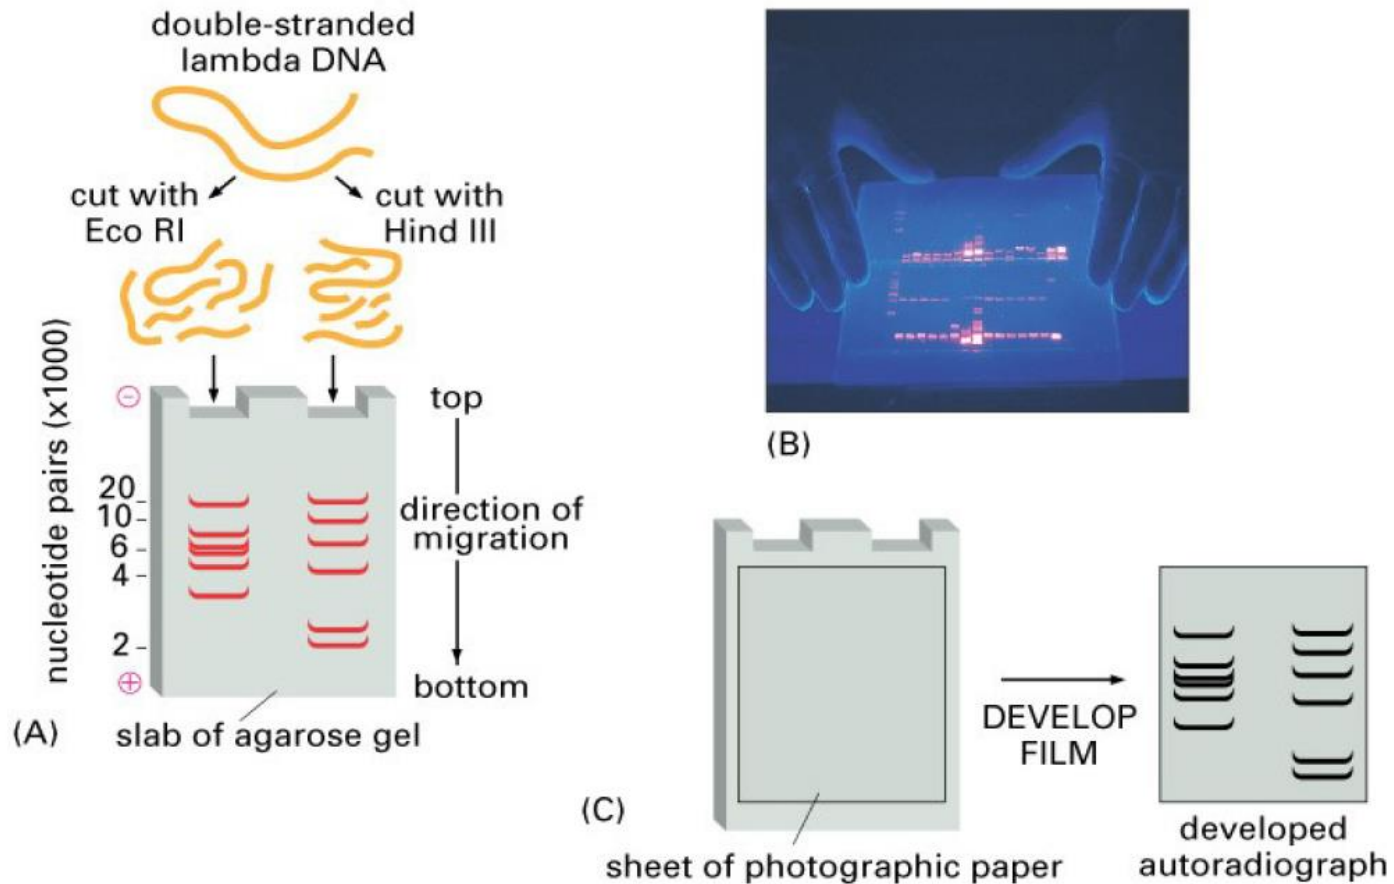 double-stranded
lambda DNA
cut with
Eco RI
cut with
Hind III
nucleotide pairs (x1000)
⊖
top
20
10
6
4
2
direction of
migration
⊕
bottom
slab of agarose gel
(A)
(B)
DEVELOP
FILM
(C)
sheet of photographic paper
developed
autoradiograph